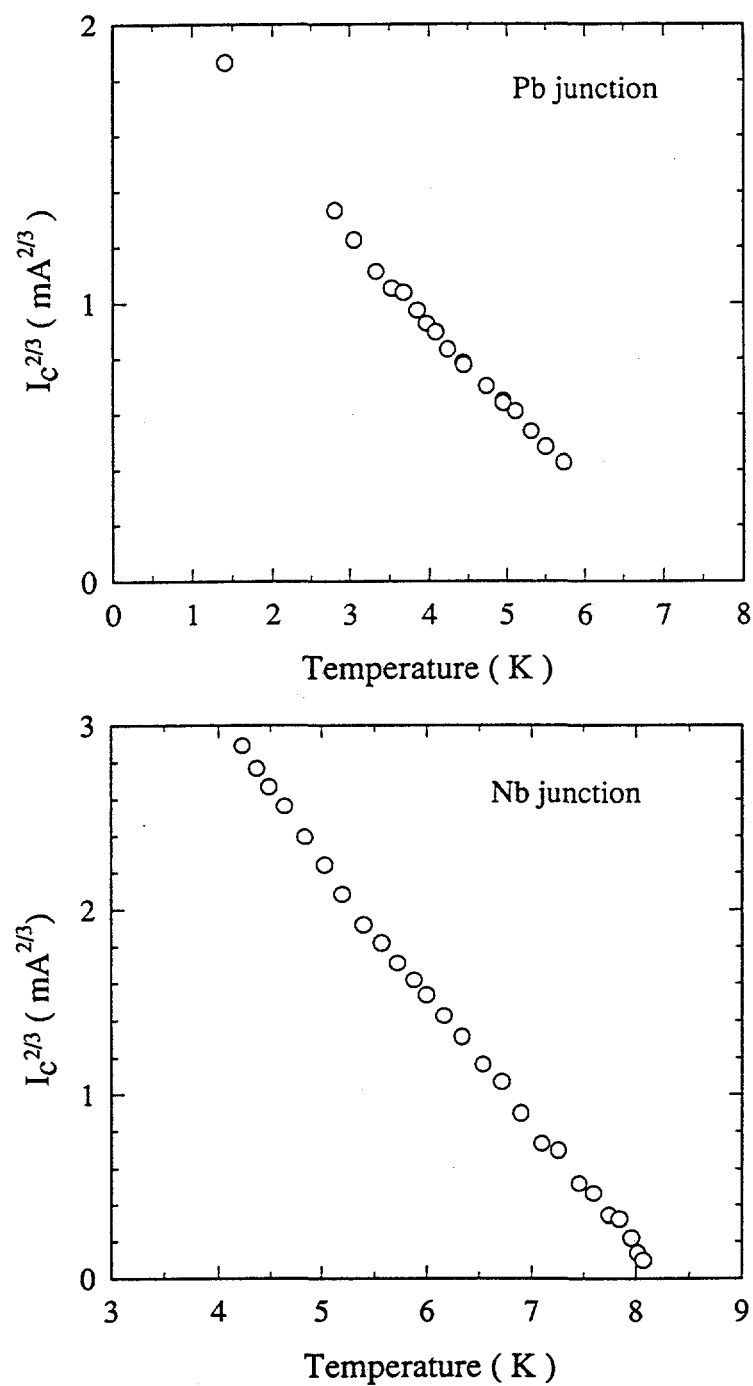 2
Pb junction
I_C^{2/3} ( mA^{2/3} )
1
0
0 1 2 3 4 5 6 7 8
Temperature ( K )
3
Nb junction
2
I_C^{2/3} ( mA^{2/3} )
1
0
3 4 5 6 7 8 9
Temperature ( K )